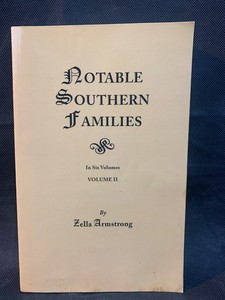 NOTABLE
SOUTHERN
FAMILIES
In Six Volumes
VOLUME II
By
Zella Armstrong